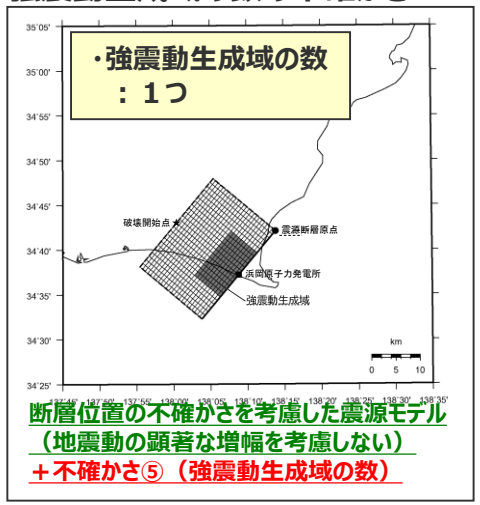 ・強震動生成域の数
：１つ
35˚05'
35˚00'
34˚55'
34˚50'
34˚45'
34˚40'
34˚35'
34˚30'
34˚25'
破壊開始点
震源断層原点
浜岡原子力発電所
強震動生成域
km
0 5 10
137˚45' 137˚50' 137˚55' 138˚00' 138˚05' 138˚10' 138˚15' 138˚20' 138˚25' 138˚30' 138˚35'
断層位置の不確かさを考慮した震源モデル
（地震動の顕著な増幅を考慮しない）
＋不確かさ⑤（強震動生成域の数）